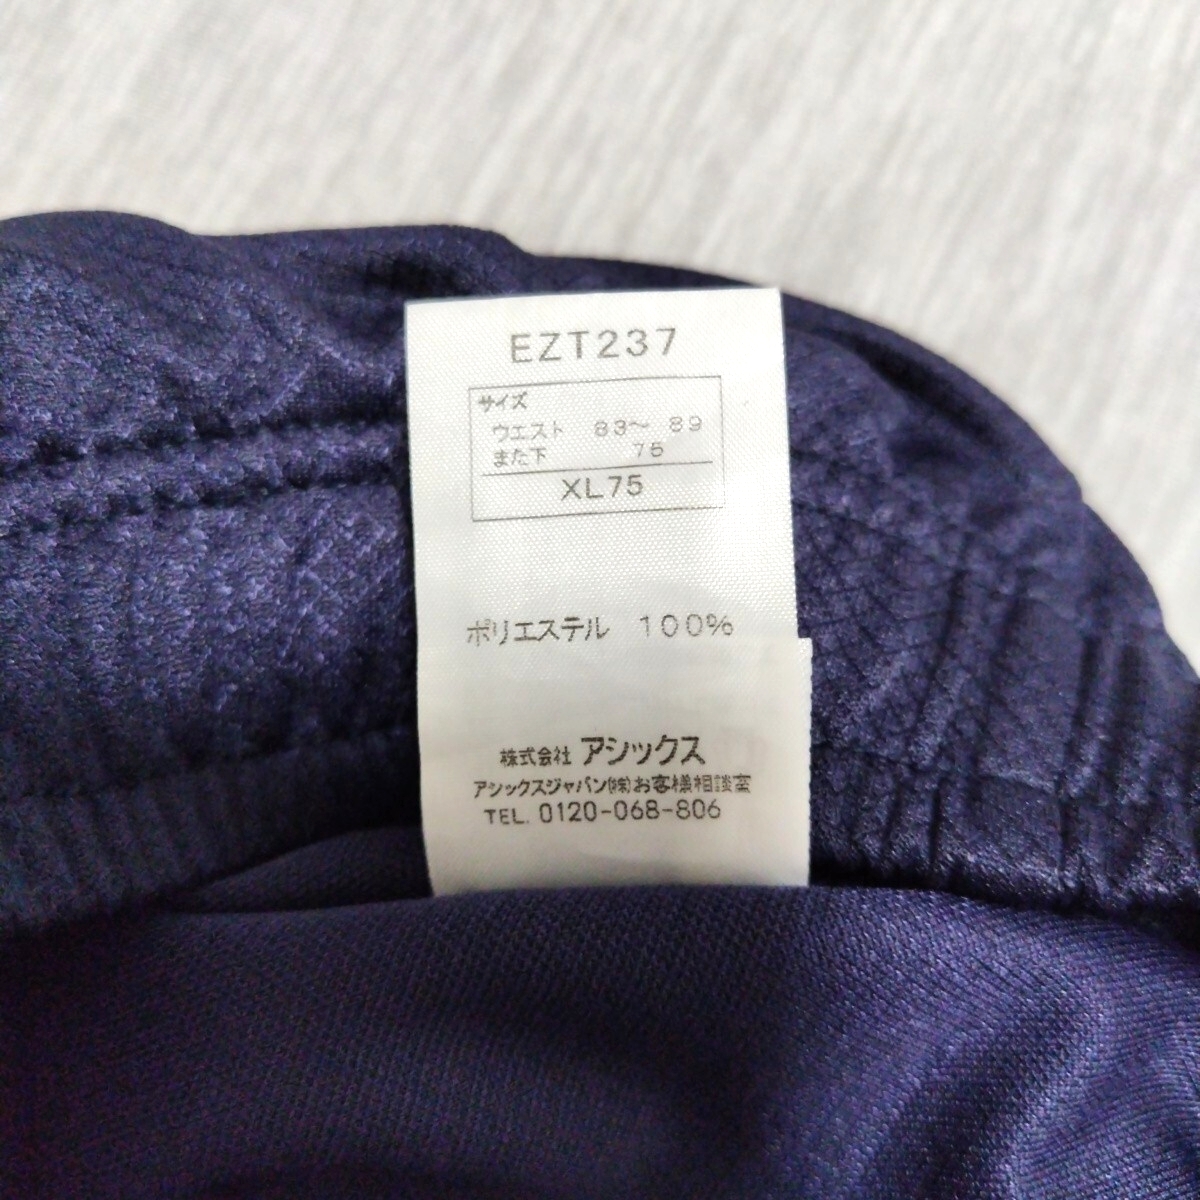 EZT237
サイズ
ウエスト 83〜 89
また下 75
XL75
ポリエステル 100%
株式会社 アシックス
アシックスジャパン(株)お客様相談室
TEL. 0120-068-806